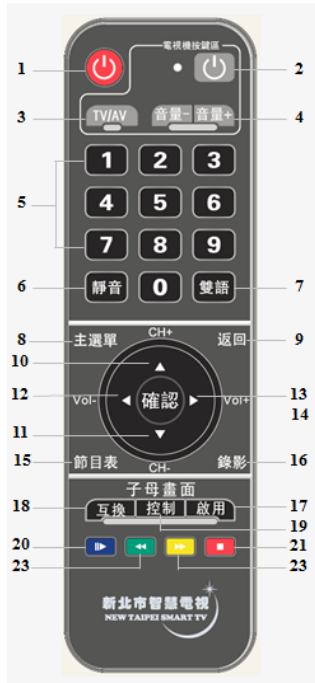 電視機按鍵區
1
2
3
TV/AV
音量-
音量+
4
1
2
3
5
4
5
6
7
8
9
6
靜音
0
雙語
7
8
主選單
CH+
返回
9
10
12
Vol-
確認
Vol+
13
14
11
15
節目表
CH-
錄影
16
子母畫面
18
互換
控制
啟用
17
19
20
21
23
23
新北市智慧電視
NEW TAIPEI SMART TV